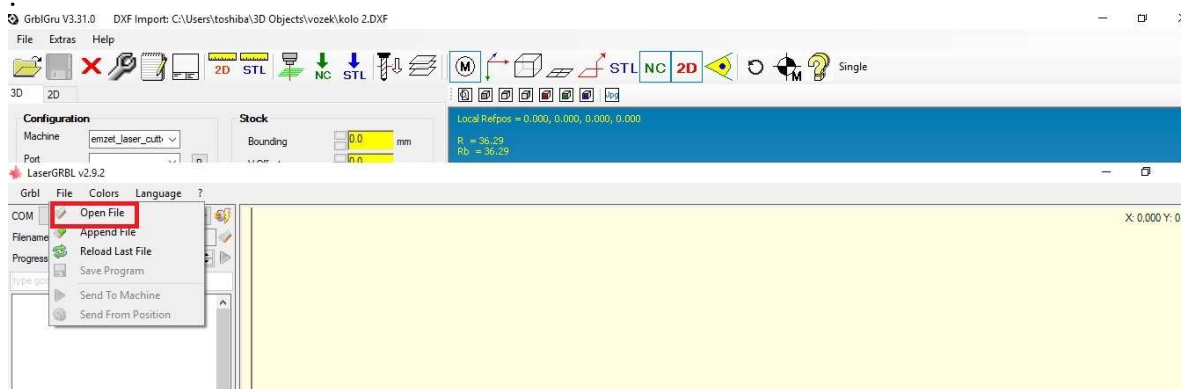 GrblGru V3.31.0 DXF Import: C:\Users\toshiba\3D Objects\vozek\kolo 2.DXF
File Extras Help
2D STL NC STL M STL NC 2D M Single
3D 2D Jpg
Configuration Stock Local Refpos = 0.000, 0.000, 0.000, 0.000
Machine emzet_laser_cutt Bounding 0.0 mm R = 36.29
Port 0.0 Rb = 36.29
LaserGRBL v2.9.2
Grbl File Colors Language ?
COM Open File X: 0,000 Y: 0
Filename Append File
Progress Reload Last File
Save Program
Send To Machine
Send From Position